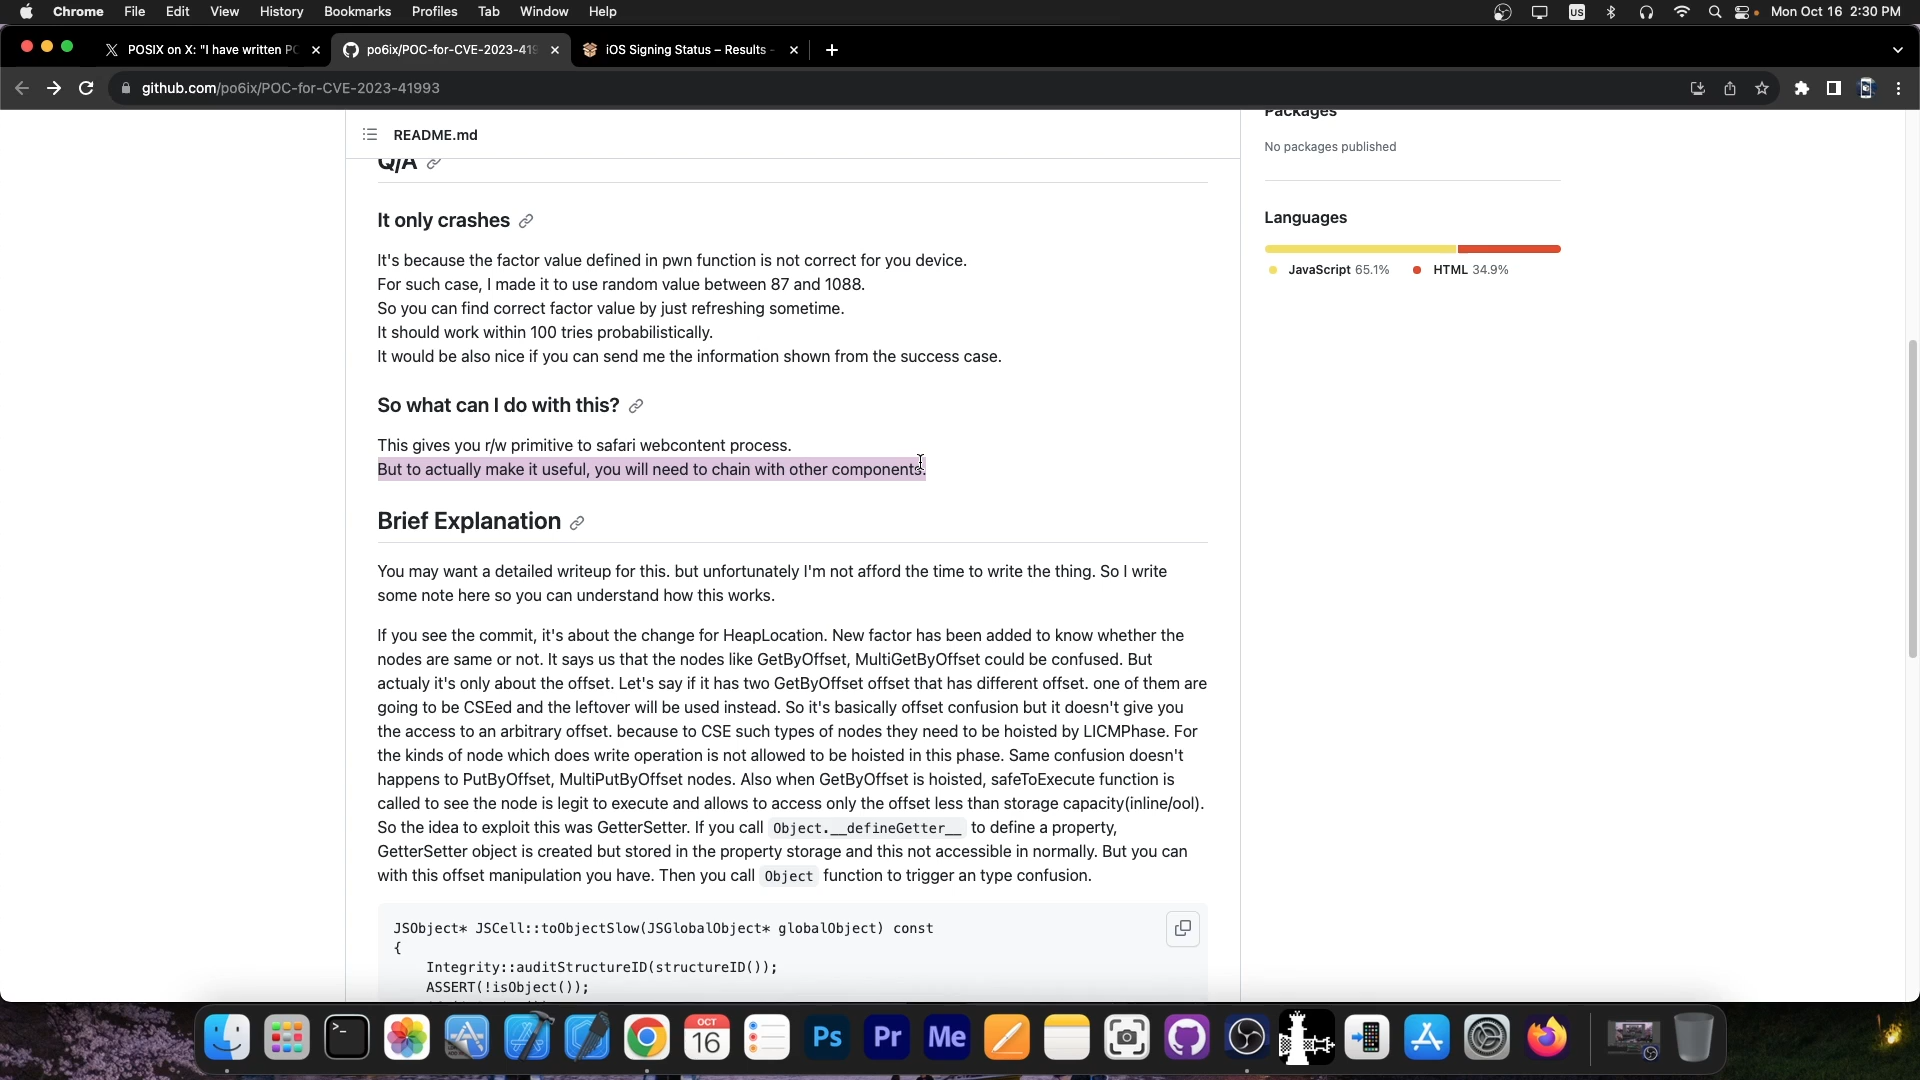 Chrome File Edit View History Bookmarks Profiles Tab Window Help US Mon Oct 16 2:30 PM
POSIX on X: "I have written PO po6ix/POC-for-CVE-2023-419 iOS Signing Status – Results -
github.com/po6ix/POC-for-CVE-2023-41993
Packages
README.md
No packages published
Q/A
It only crashes
Languages
It's because the factor value defined in pwn function is not correct for you device.
JavaScript 65.1% HTML 34.9%
For such case, I made it to use random value between 87 and 1088.
So you can find correct factor value by just refreshing sometime.
It should work within 100 tries probabilistically.
It would be also nice if you can send me the information shown from the success case.
So what can I do with this?
This gives you r/w primitive to safari webcontent process.
But to actually make it useful, you will need to chain with other components.
Brief Explanation
You may want a detailed writeup for this. but unfortunately I'm not afford the time to write the thing. So I write
some note here so you can understand how this works.
If you see the commit, it's about the change for HeapLocation. New factor has been added to know whether the
nodes are same or not. It says us that the nodes like GetByOffset, MultiGetByOffset could be confused. But
actualy it's only about the offset. Let's say if it has two GetByOffset offset that has different offset. one of them are
going to be CSEed and the leftover will be used instead. So it's basically offset confusion but it doesn't give you
the access to an arbitrary offset. because to CSE such types of nodes they need to be hoisted by LICMPhase. For
the kinds of node which does write operation is not allowed to be hoisted in this phase. Same confusion doesn't
happens to PutByOffset, MultiPutByOffset nodes. Also when GetByOffset is hoisted, safeToExecute function is
called to see the node is legit to execute and allows to access only the offset less than storage capacity(inline/ool).
So the idea to exploit this was GetterSetter. If you call Object.__defineGetter__ to define a property,
GetterSetter object is created but stored in the property storage and this not accessible in normally. But you can
with this offset manipulation you have. Then you call Object function to trigger an type confusion.
JSObject* JSCell::toObjectSlow(JSGlobalObject* globalObject) const
{
Integrity::auditStructureID(structureID());
ASSERT(!isObject());
OCT
16 Ps Pr Me